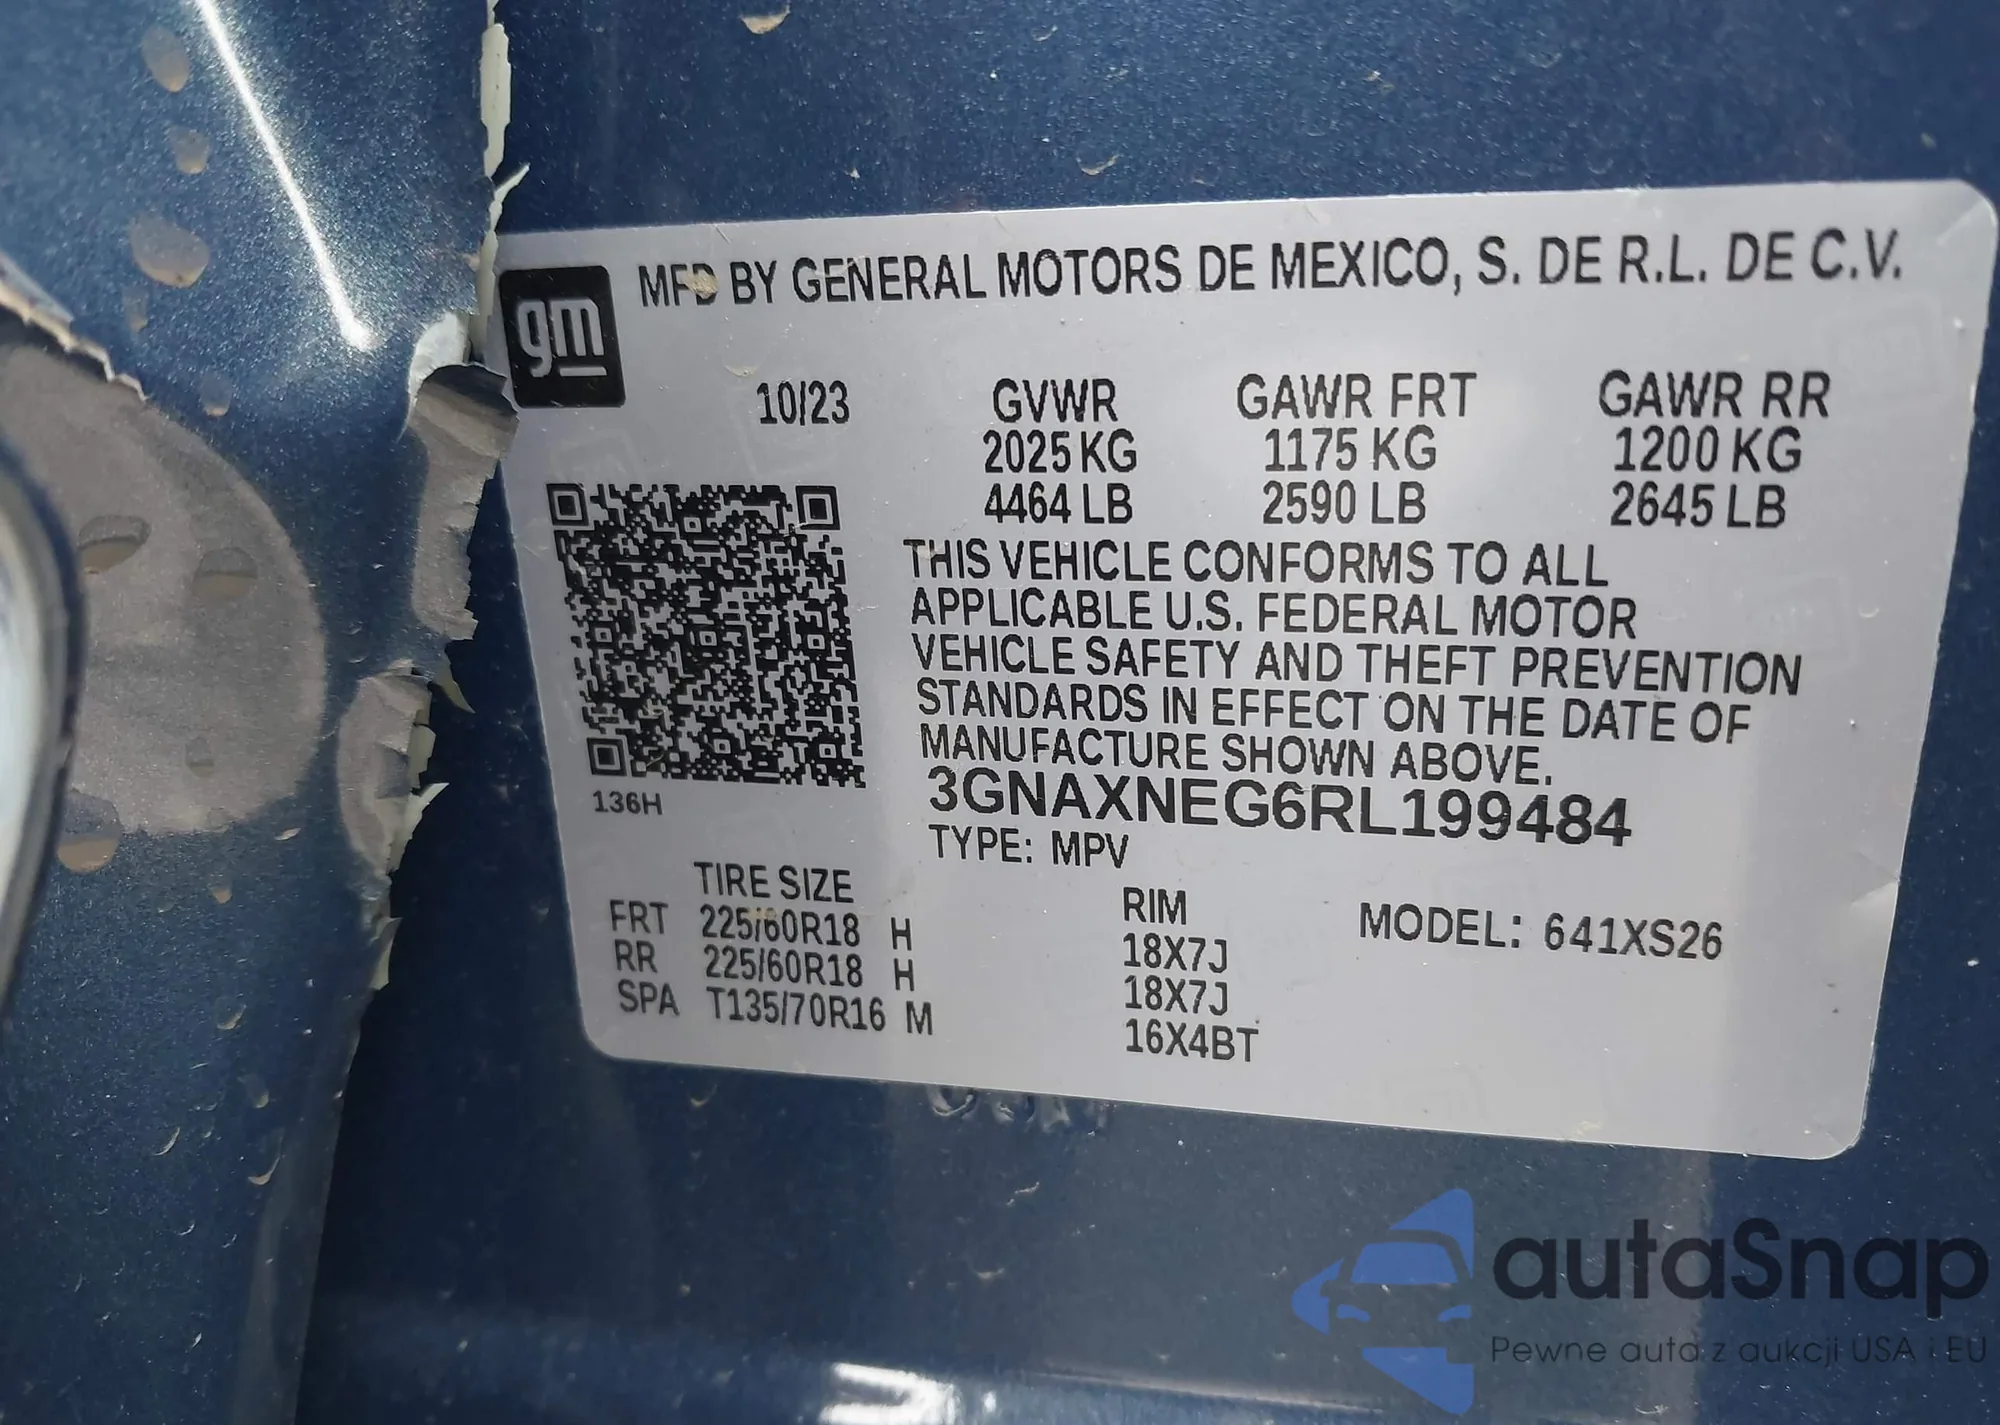 gm
MFD BY GENERAL MOTORS DE MEXICO, S. DE R.L. DE C.V.
10/23 GVWR GAWR FRT GAWR RR
2025 KG 1175 KG 1200 KG
4464 LB 2590 LB 2645 LB
THIS VEHICLE CONFORMS TO ALL
APPLICABLE U.S. FEDERAL MOTOR
VEHICLE SAFETY AND THEFT PREVENTION
STANDARDS IN EFFECT ON THE DATE OF
MANUFACTURE SHOWN ABOVE.
136H
3GNAXNEG6RL199484
TYPE: MPV
TIRE SIZE RIM MODEL: 641XS26
FRT 225/60R18 H 18X7J
RR 225/60R18 H 18X7J
SPA T135/70R16 M 16X4BT
autaSnap
Pewne auta z aukcji USA i EU